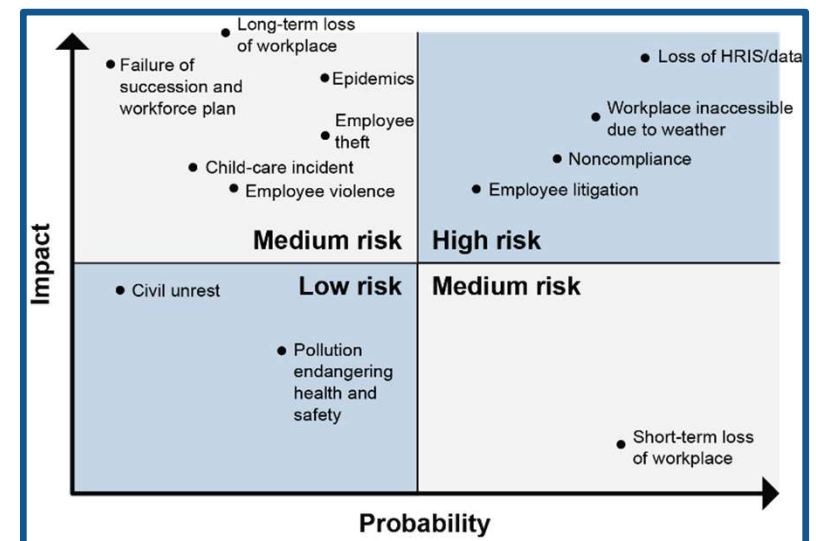 Long-term loss
of workplace
Failure of
succession and
workforce plan
Epidemics
Employee
theft
Child-care incident
Employee violence
Medium risk
Loss of HRIS/data
Workplace inaccessible
due to weather
Noncompliance
Employee litigation
High risk
Impact
Civil unrest
Low risk
Pollution
endangering
health and
safety
Medium risk
Short-term loss
of workplace
Probability